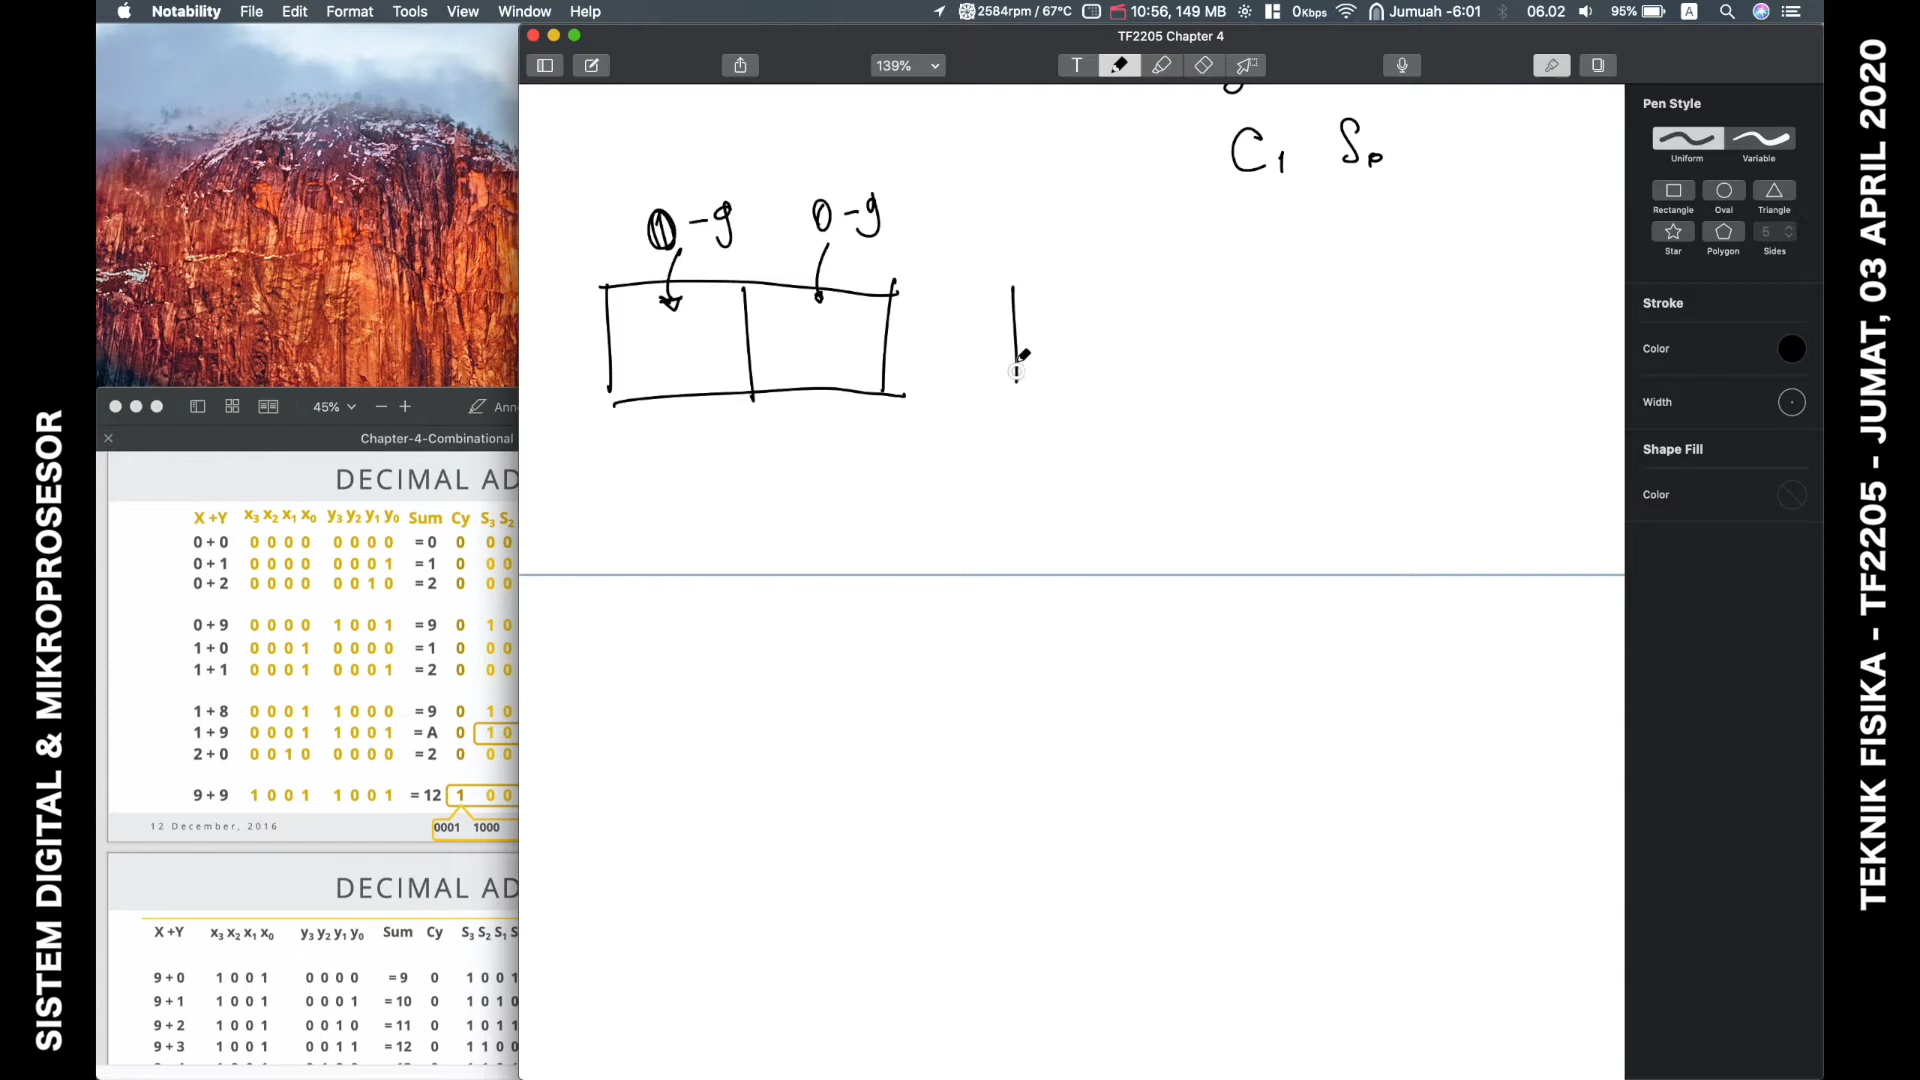 Notability File Edit Format Tools View Window Help
2584rpm / 67°C 10:56, 149 MB 0Kbps Jumuah -6:01 06.02 95% A
SISTEM DIGITAL & MIKROPROSESOR
TEKNIK FISIKA - TF2205 - JUMAT, 03 APRIL 2020
TF2205 Chapter 4
139% T
C1 S0
0-9 0-9
Pen Style
Uniform Variable
Rectangle Oval Triangle
5
Star Polygon Sides
Stroke
Color
Width
Shape Fill
Color
45% Ann
Chapter-4-Combinational
DECIMAL AD
X +Y x3 x2 x1 x0 y3 y2 y1 y0 Sum Cy S3 S2
0 + 0 0 0 0 0 0 0 0 0 = 0 0 0 0
0 + 1 0 0 0 0 0 0 0 1 = 1 0 0 0
0 + 2 0 0 0 0 0 0 1 0 = 2 0 0 0
0 + 9 0 0 0 0 1 0 0 1 = 9 0 1 0
1 + 0 0 0 0 1 0 0 0 0 = 1 0 0 0
1 + 1 0 0 0 1 0 0 0 1 = 2 0 0 0
1 + 8 0 0 0 1 1 0 0 0 = 9 0 1 0
1 + 9 0 0 0 1 1 0 0 1 = A 0 1 0
2 + 0 0 0 1 0 0 0 0 0 = 2 0 0 0
9 + 9 1 0 0 1 1 0 0 1 = 12 1 0 0
12 December, 2016 0001 1000
DECIMAL AD
X +Y x3 x2 x1 x0 y3 y2 y1 y0 Sum Cy S3 S2 S1 S
9 + 0 1 0 0 1 0 0 0 0 = 9 0 1 0 0 1
9 + 1 1 0 0 1 0 0 0 1 = 10 0 1 0 1 0
9 + 2 1 0 0 1 0 0 1 0 = 11 0 1 0 1 1
9 + 3 1 0 0 1 0 0 1 1 = 12 0 1 1 0 0